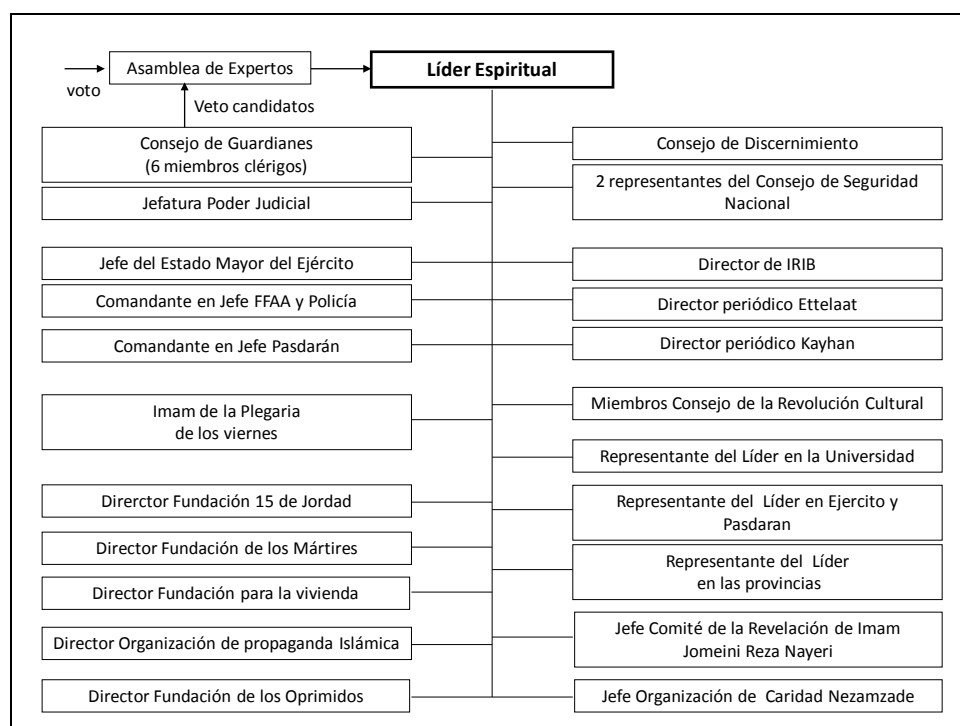 Asamblea de Expertos
Líder Espiritual
voto
Veto candidatos
Consejo de Guardianes
(6 miembros clérigos)
Jefatura Poder Judicial
Jefe del Estado Mayor del Ejército
Comandante en Jefe FFAA y Policía
Comandante en Jefe Pasdarán
Imam de la Plegaria
de los viernes
Direrctor Fundación 15 de Jordad
Director Fundación de los Mártires
Director Fundación para la vivienda
Director Organización de propaganda Islámica
Director Fundación de los Oprimidos
Consejo de Discernimiento
2 representantes del Consejo de Seguridad
Nacional
Director de IRIB
Director periódico Ettelaat
Director periódico Kayhan
Miembros Consejo de la Revolución Cultural
Representante del Líder en la Universidad
Representante del Líder en Ejercito y
Pasdaran
Representante del Líder
en las provincias
Jefe Comité de la Revelación de Imam
Jomeini Reza Nayeri
Jefe Organización de Caridad Nezamzade